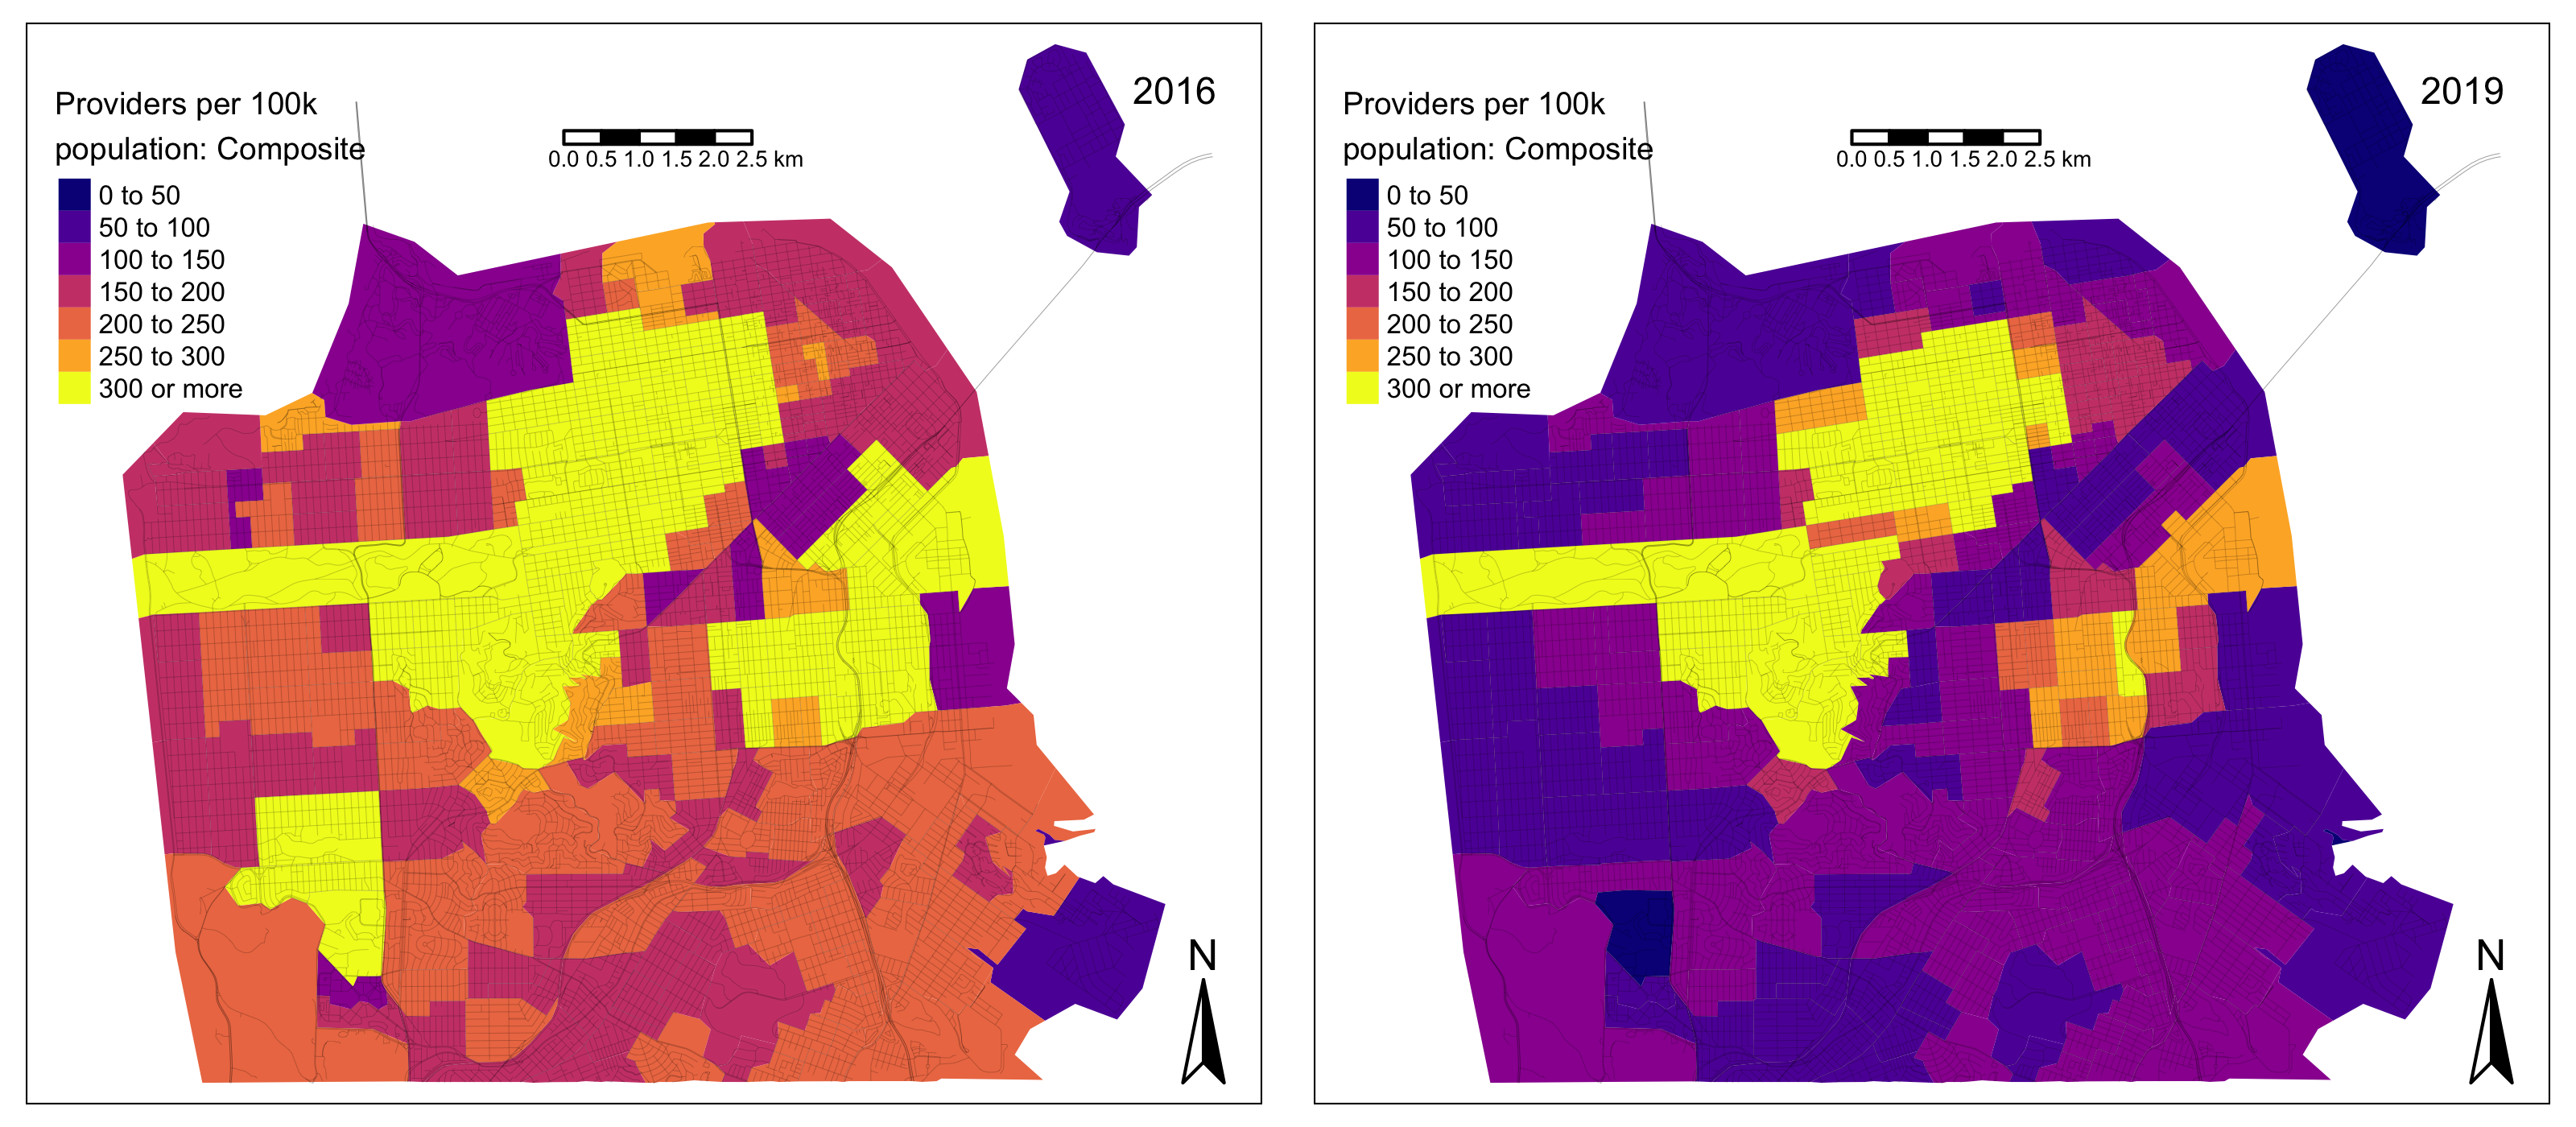 2016
Providers per 100k
population: Composite
0 to 50
50 to 100
100 to 150
150 to 200
200 to 250
250 to 300
300 or more
0.0 0.5 1.0 1.5 2.0 2.5 km
N
2019
Providers per 100k
population: Composite
0 to 50
50 to 100
100 to 150
150 to 200
200 to 250
250 to 300
300 or more
0.0 0.5 1.0 1.5 2.0 2.5 km
N